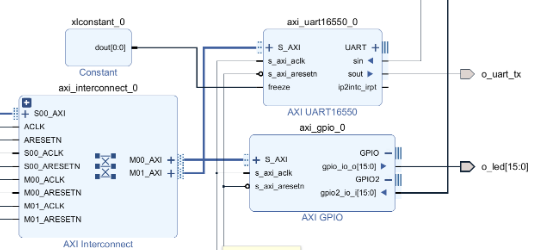 xlconstant_0
dout[0:0]
Constant
axi_uart16550_0
S_AXI
s_axi_aclk
s_axi_aresetn
freeze
UART
sin
sout
ip2intc_irpt
AXI UART16550
o_uart_tx
axi_interconnect_0
S00_AXI
ACLK
ARESETN
S00_ACLK
S00_ARESETN
M00_ACLK
M00_ARESETN
M01_ACLK
M01_ARESETN
M00_AXI
M01_AXI
AXI Interconnect
axi_gpio_0
S_AXI
s_axi_aclk
s_axi_aresetn
GPIO
gpio_io_o[15:0]
GPIO2
gpio2_io_i[15:0]
AXI GPIO
o_led[15:0]